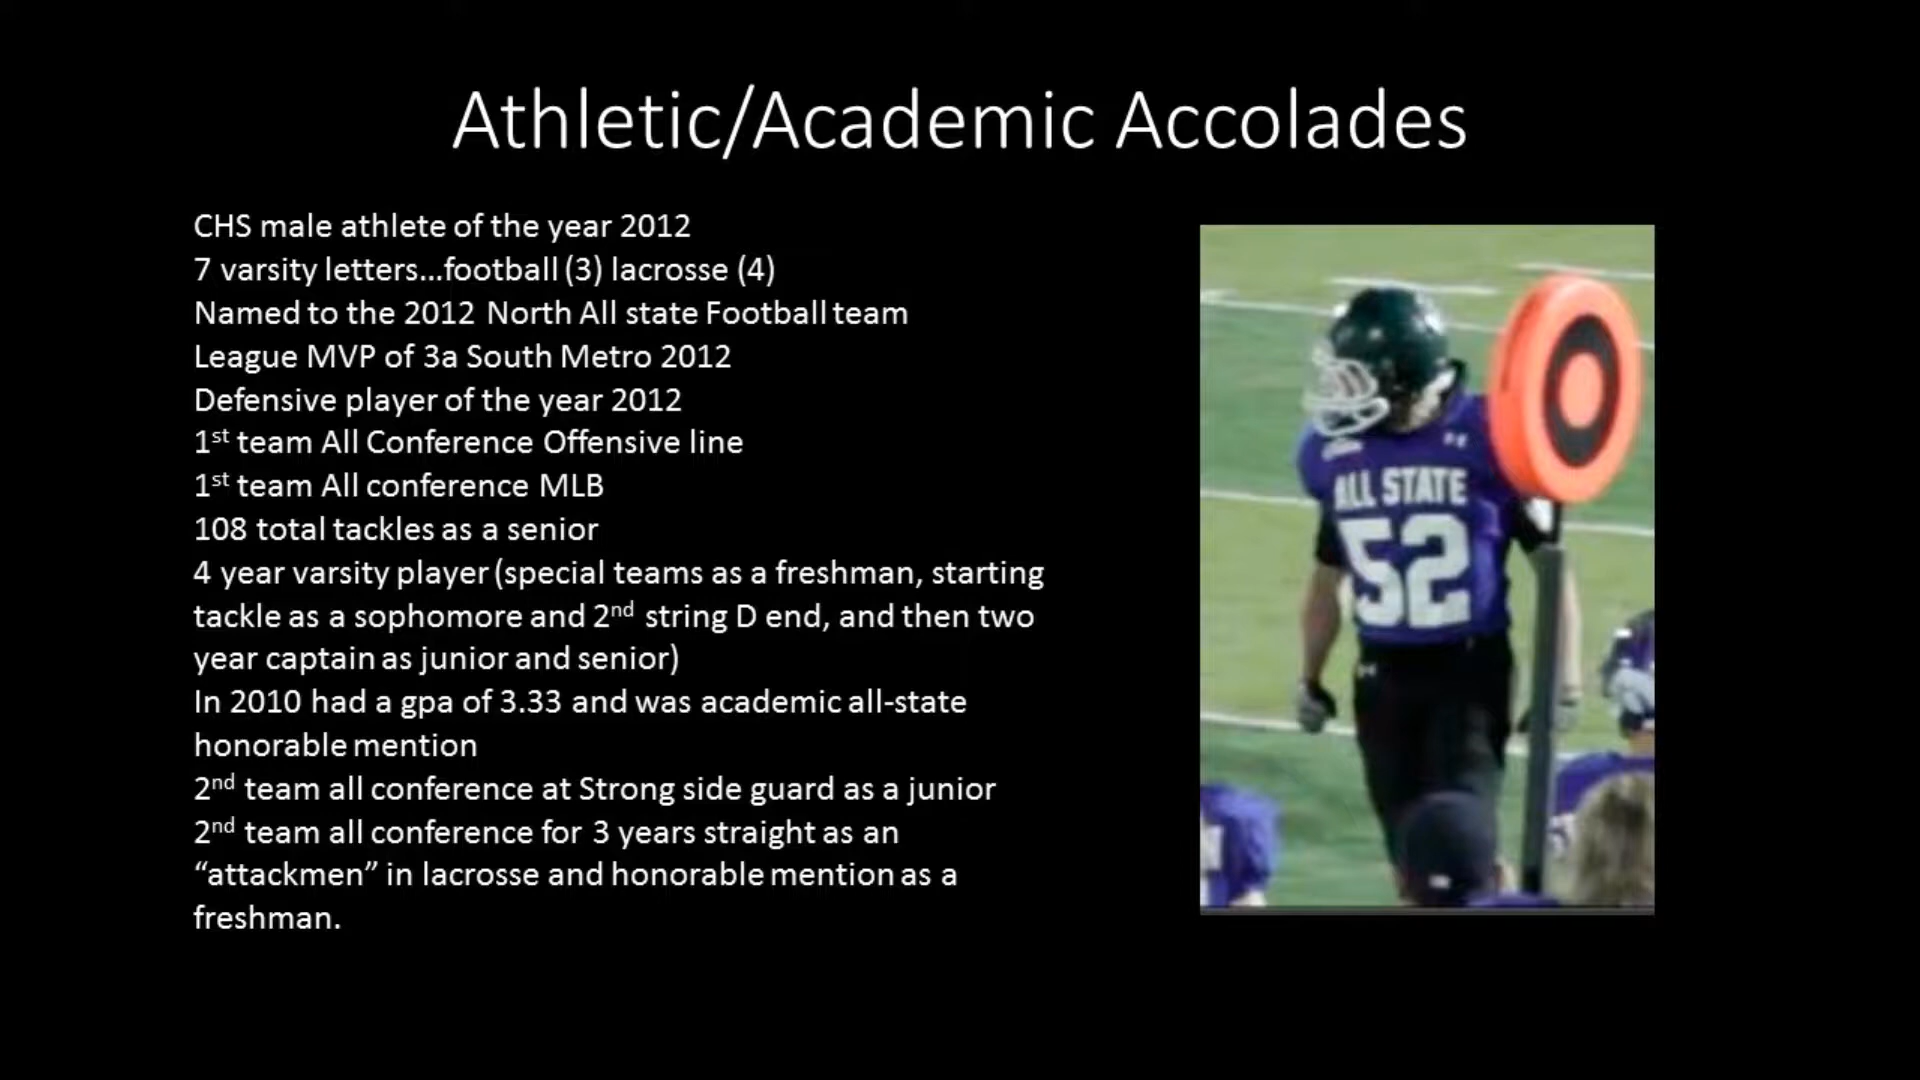 Athletic/Academic Accolades
CHS male athlete of the year 2012
7 varsity letters...football (3) lacrosse (4)
Named to the 2012 North All state Football team
League MVP of 3a South Metro 2012
Defensive player of the year 2012
1st team All Conference Offensive line
1st team All conference MLB
108 total tackles as a senior
4 year varsity player (special teams as a freshman, starting
tackle as a sophomore and 2nd string D end, and then two
year captain as junior and senior)
In 2010 had a gpa of 3.33 and was academic all-state
honorable mention
2nd team all conference at Strong side guard as a junior
2nd team all conference for 3 years straight as an
“attackmen” in lacrosse and honorable mention as a
freshman.
ALL STATE
52